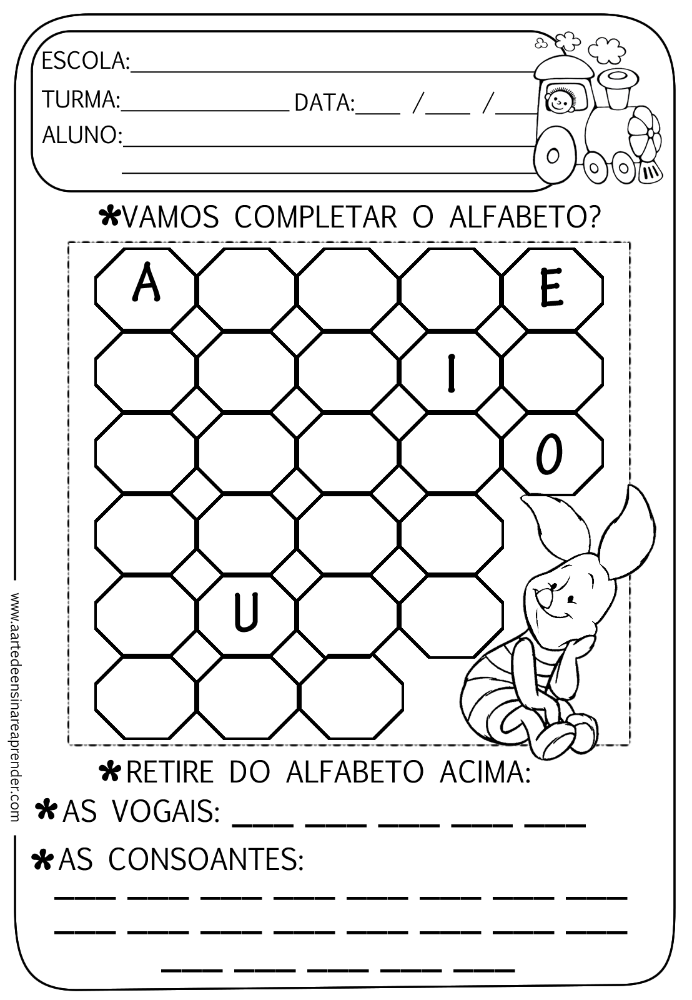 ESCOLA:
TURMA: DATA: / /
ALUNO:
*VAMOS COMPLETAR O ALFABETO?
A E
I
O
U
*RETIRE DO ALFABETO ACIMA:
*AS VOGAIS:
*AS CONSOANTES:
www.aartedeensinareaprender.com